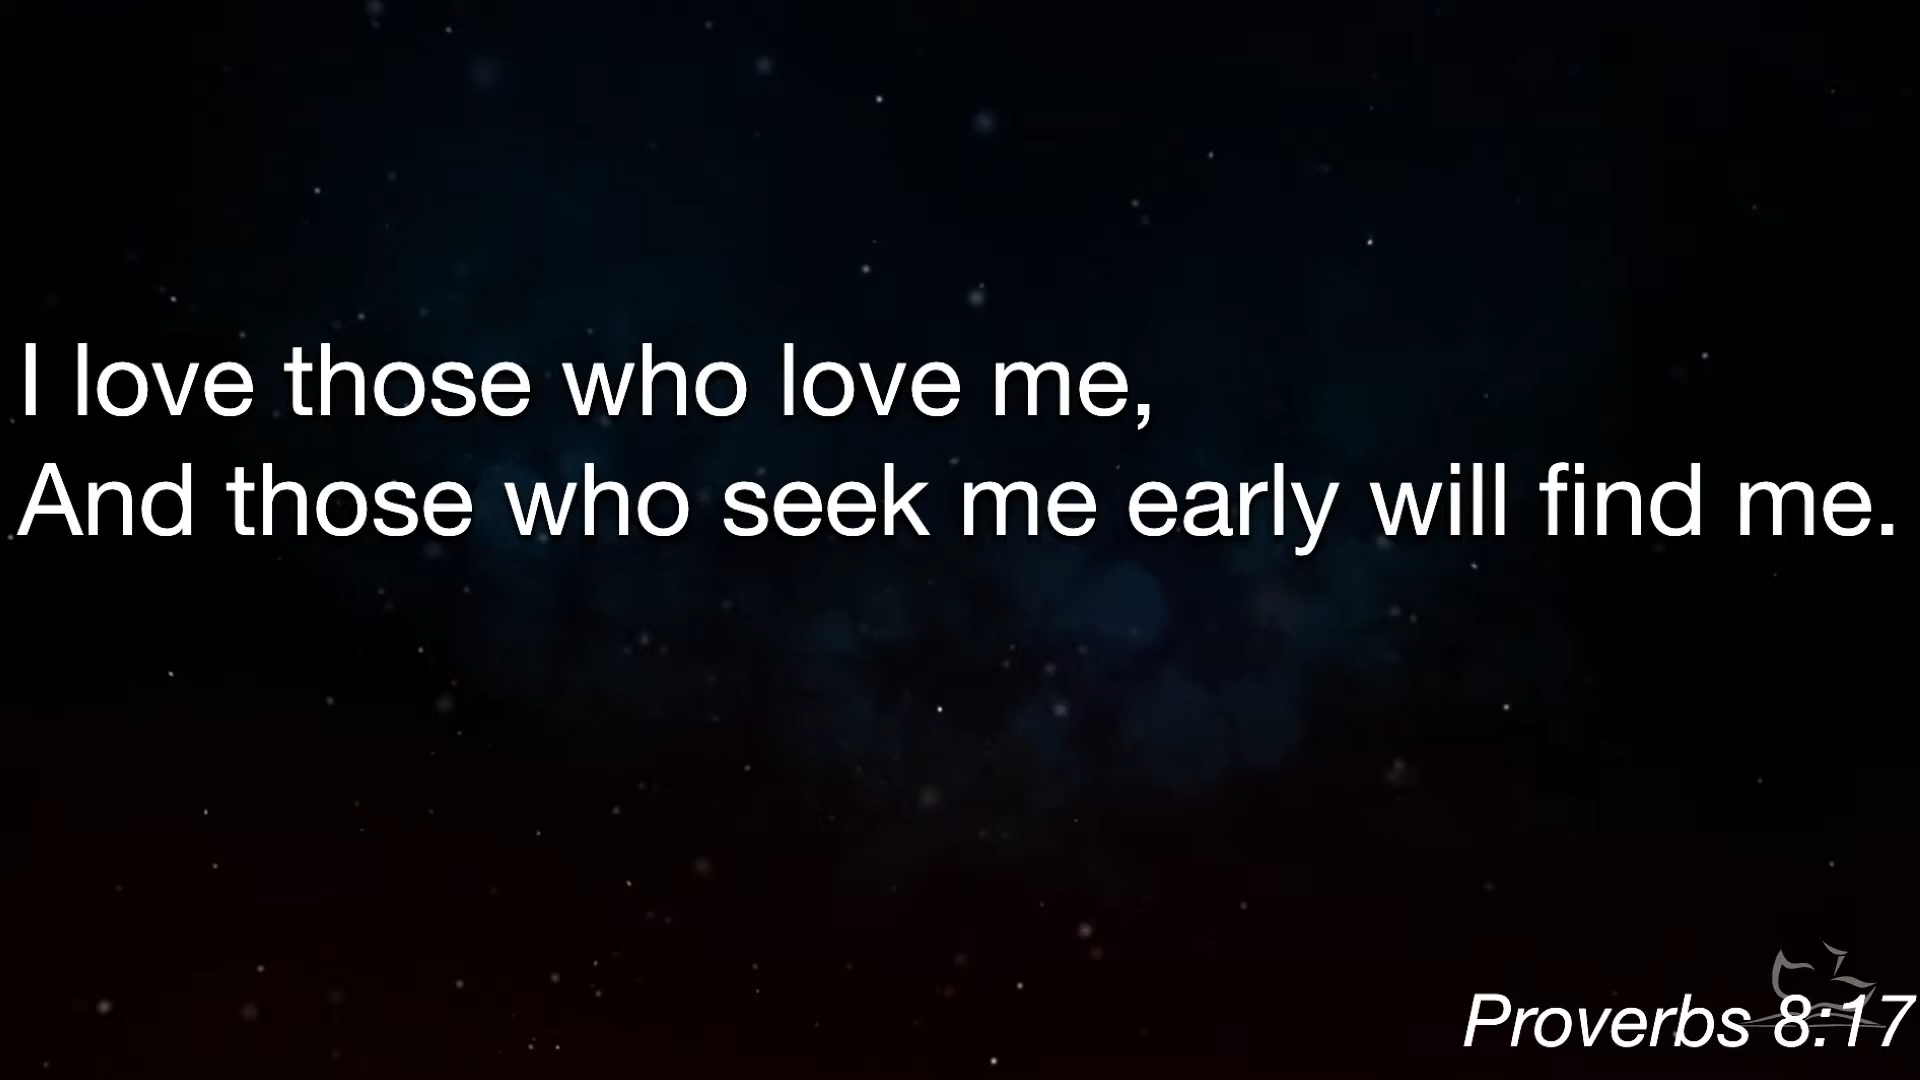 I love those who love me,
And those who seek me early will find me.
Proverbs 8:17